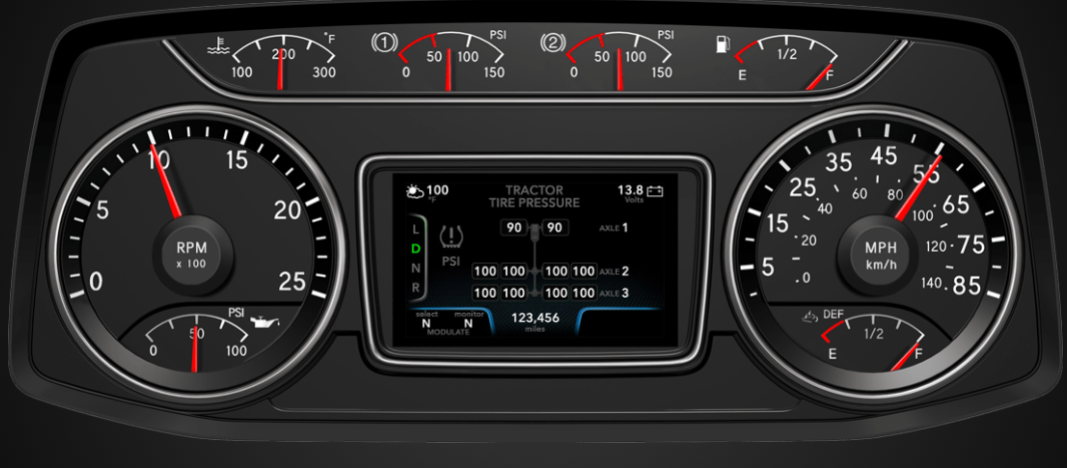 °F
100 200 300
(1)
PSI
0 50 100 150
(2)
PSI
0 50 100 150
E 1/2 F
0 5 10 15 20 25
RPM
x 100
PSI
0 50 100
100
°F
TRACTOR
TIRE PRESSURE
13.8
Volts
L
D
N
R
PSI
90 90 AXLE 1
100 100 100 100 AXLE 2
100 100 100 100 AXLE 3
select
N
monitor
N
MODULATE
123,456
miles
5 15 25 35 45 55 65 75 85
0 20 40 60 80 100 120 140
MPH
km/h
DEF
E 1/2 F